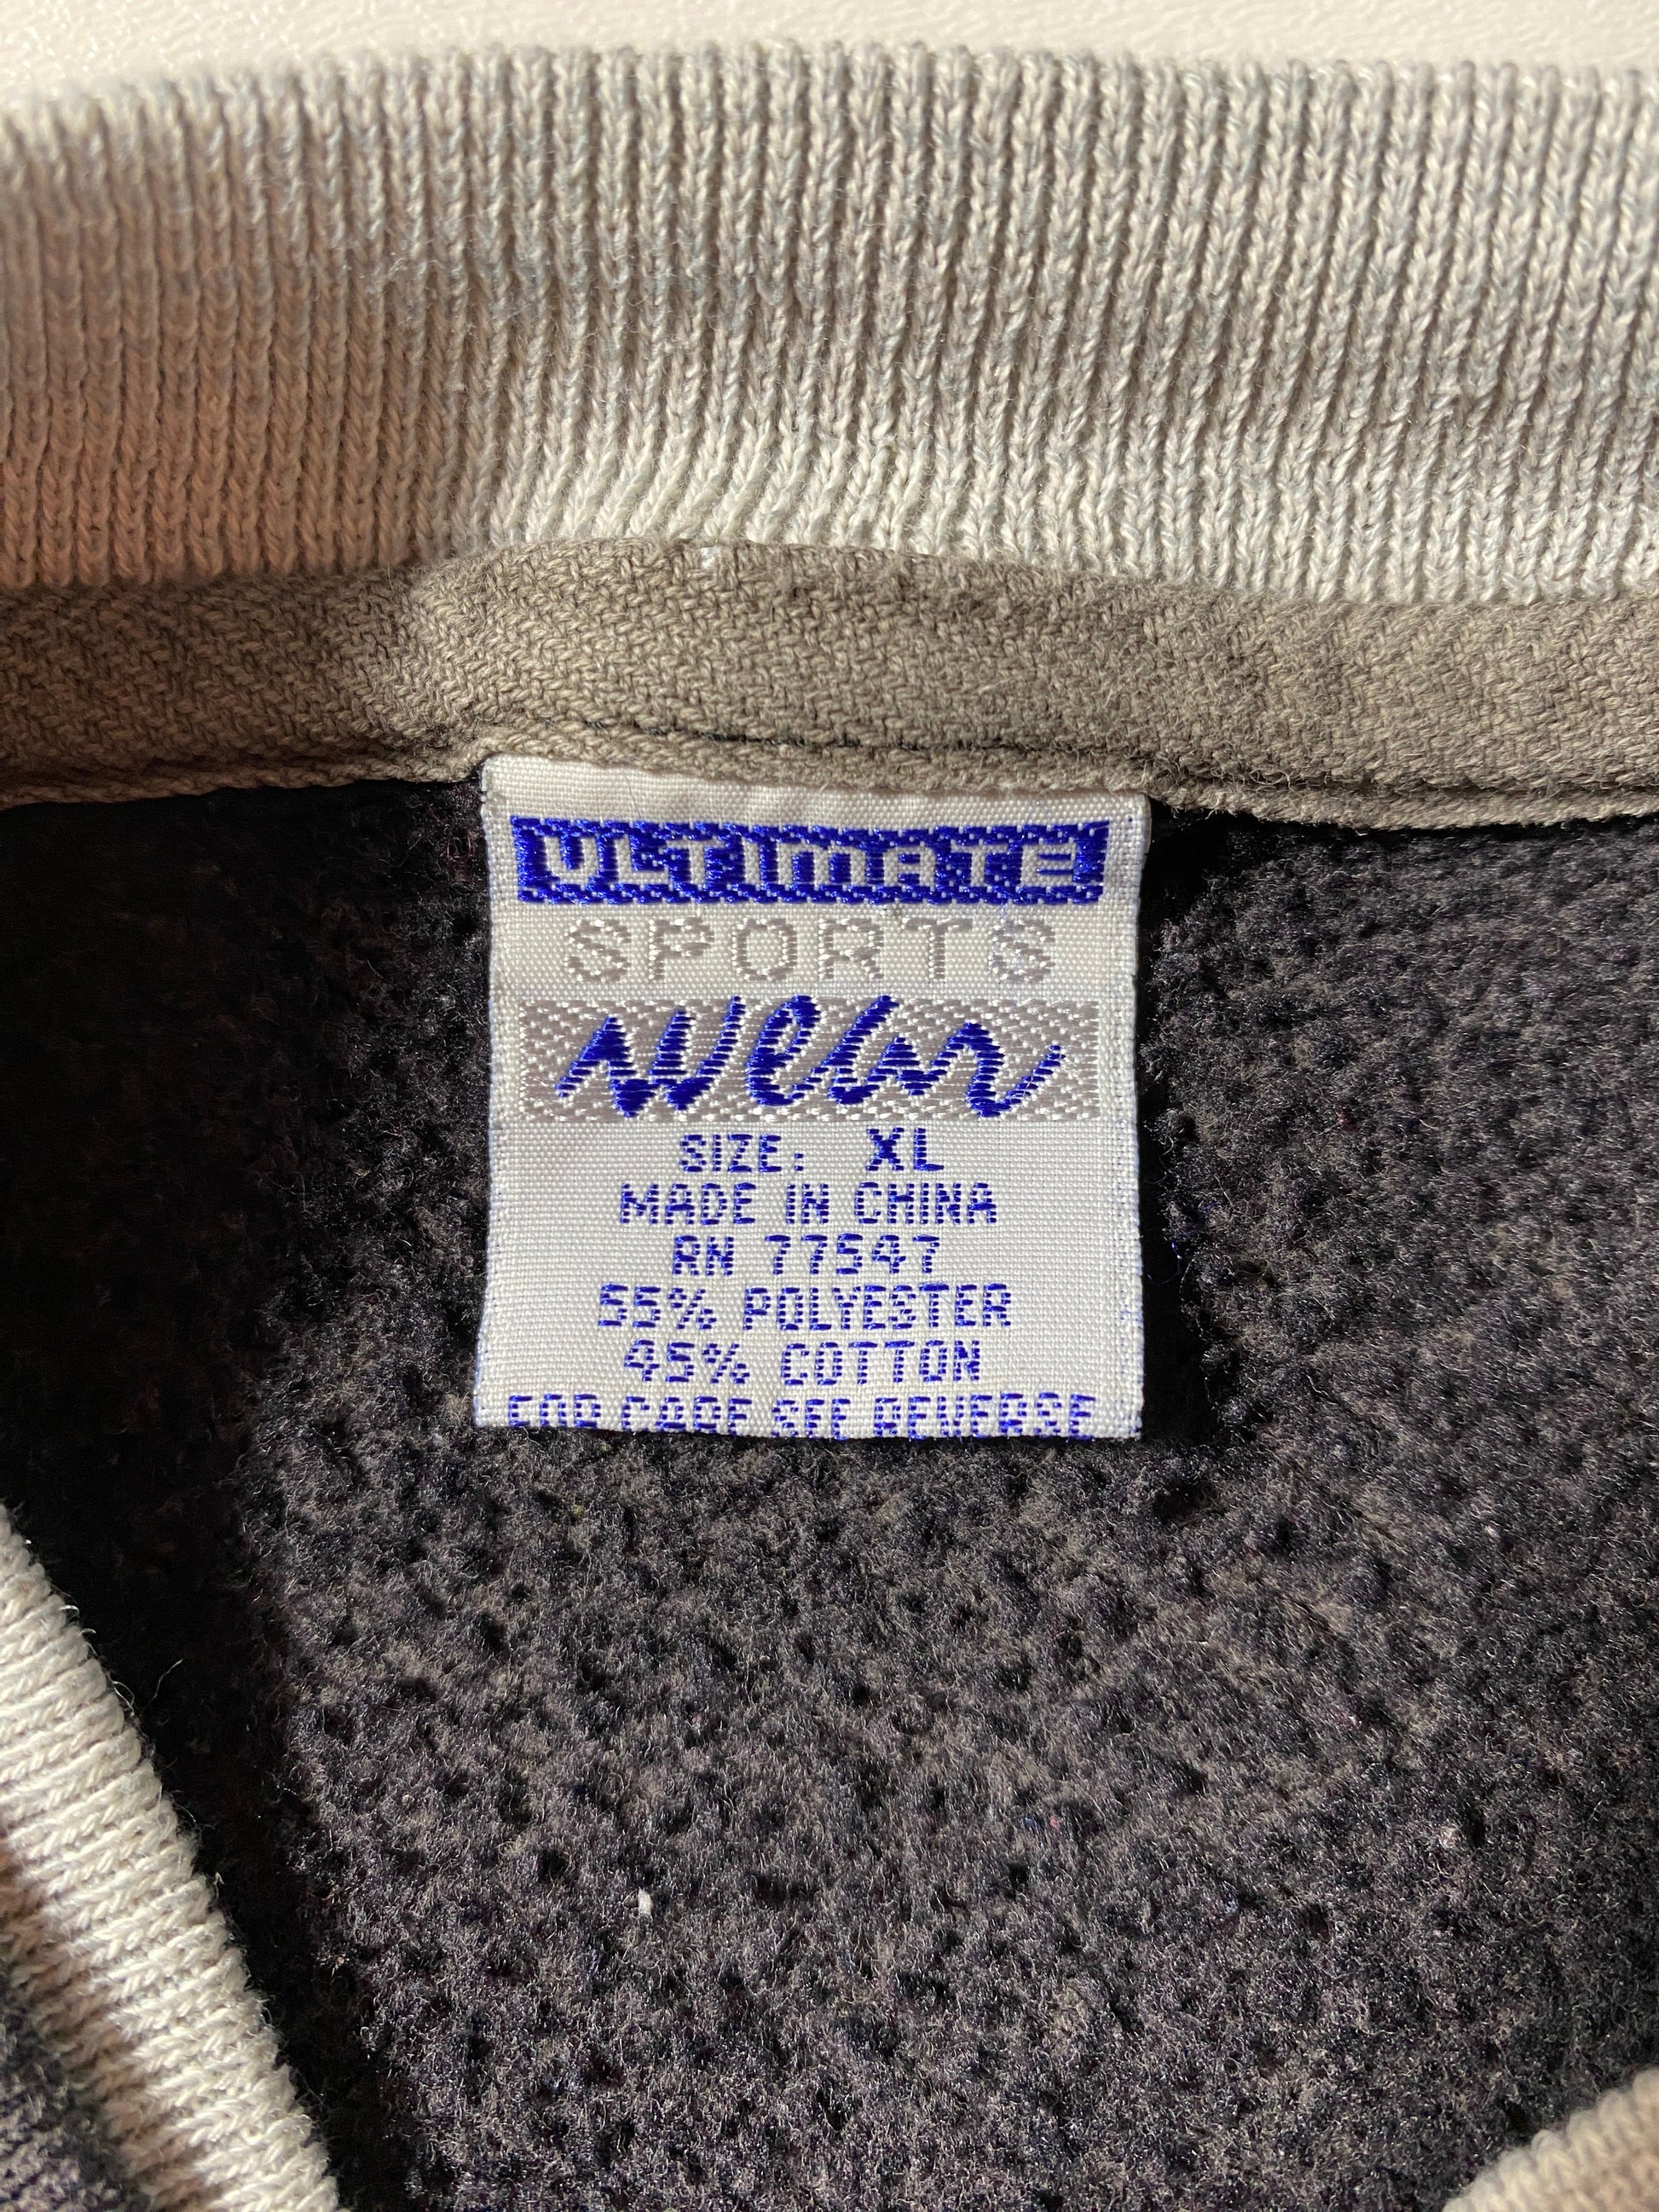 ULTIMATE
SPORTS
wear
SIZE: XL
MADE IN CHINA
RN 77547
55% POLYESTER
45% COTTON
FOR CARE SEE REVERSE